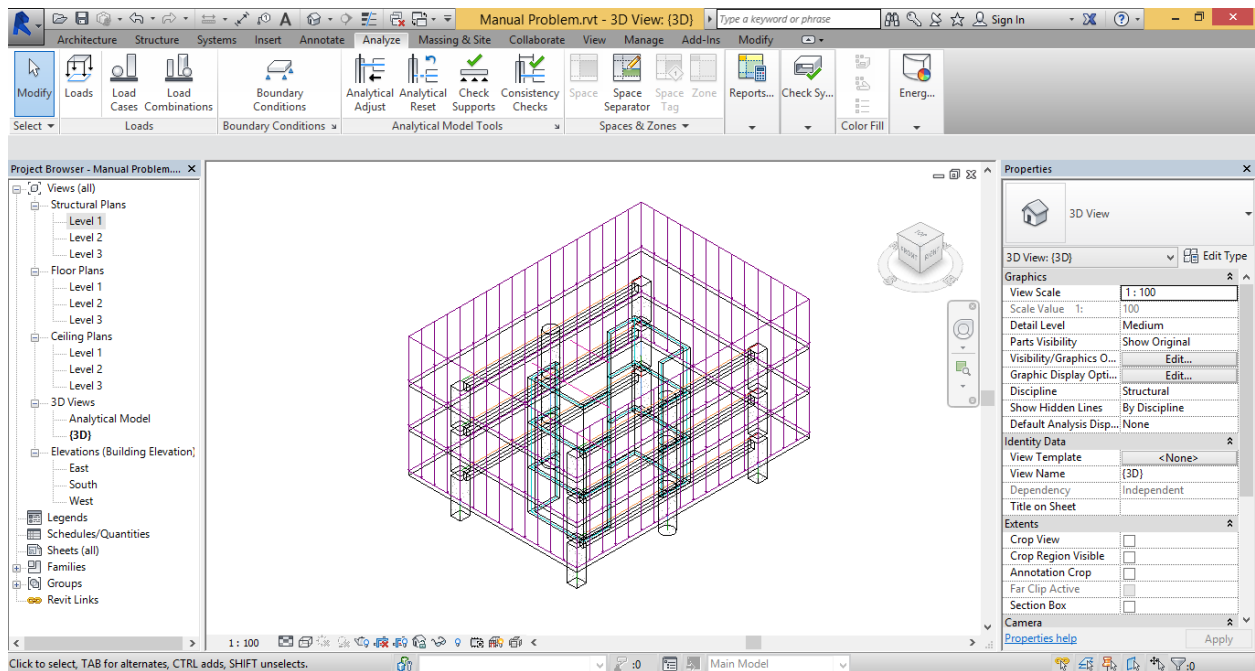 Manual Problem.rvt - 3D View: {3D}
Type a keyword or phrase
Sign In
Architecture Structure Systems Insert Annotate Analyze Massing & Site Collaborate View Manage Add-Ins Modify
Modify Loads Load Cases Load Combinations Boundary Conditions Analytical Adjust Analytical Reset Check Supports Consistency Checks Space Space Separator Space Tag Zone Reports... Check Sy... Energ...
Select Loads Boundary Conditions Analytical Model Tools Spaces & Zones Color Fill
Project Browser - Manual Problem....
Views (all)
Structural Plans
Level 1
Level 2
Level 3
Floor Plans
Level 1
Level 2
Level 3
Ceiling Plans
Level 1
Level 2
Level 3
3D Views
Analytical Model
{3D}
Elevations (Building Elevation)
East
South
West
Legends
Schedules/Quantities
Sheets (all)
Families
Groups
Revit Links
1 : 100
Properties
3D View
3D View: {3D} Edit Type
Graphics
View Scale 1 : 100
Scale Value 1: 100
Detail Level Medium
Parts Visibility Show Original
Visibility/Graphics O... Edit...
Graphic Display Opti... Edit...
Discipline Structural
Show Hidden Lines By Discipline
Default Analysis Disp... None
Identity Data
View Template <None>
View Name {3D}
Dependency Independent
Title on Sheet
Extents
Crop View
Crop Region Visible
Annotation Crop
Far Clip Active
Section Box
Camera
Properties help Apply
Click to select, TAB for alternates, CTRL adds, SHIFT unselects. :0 Main Model :0